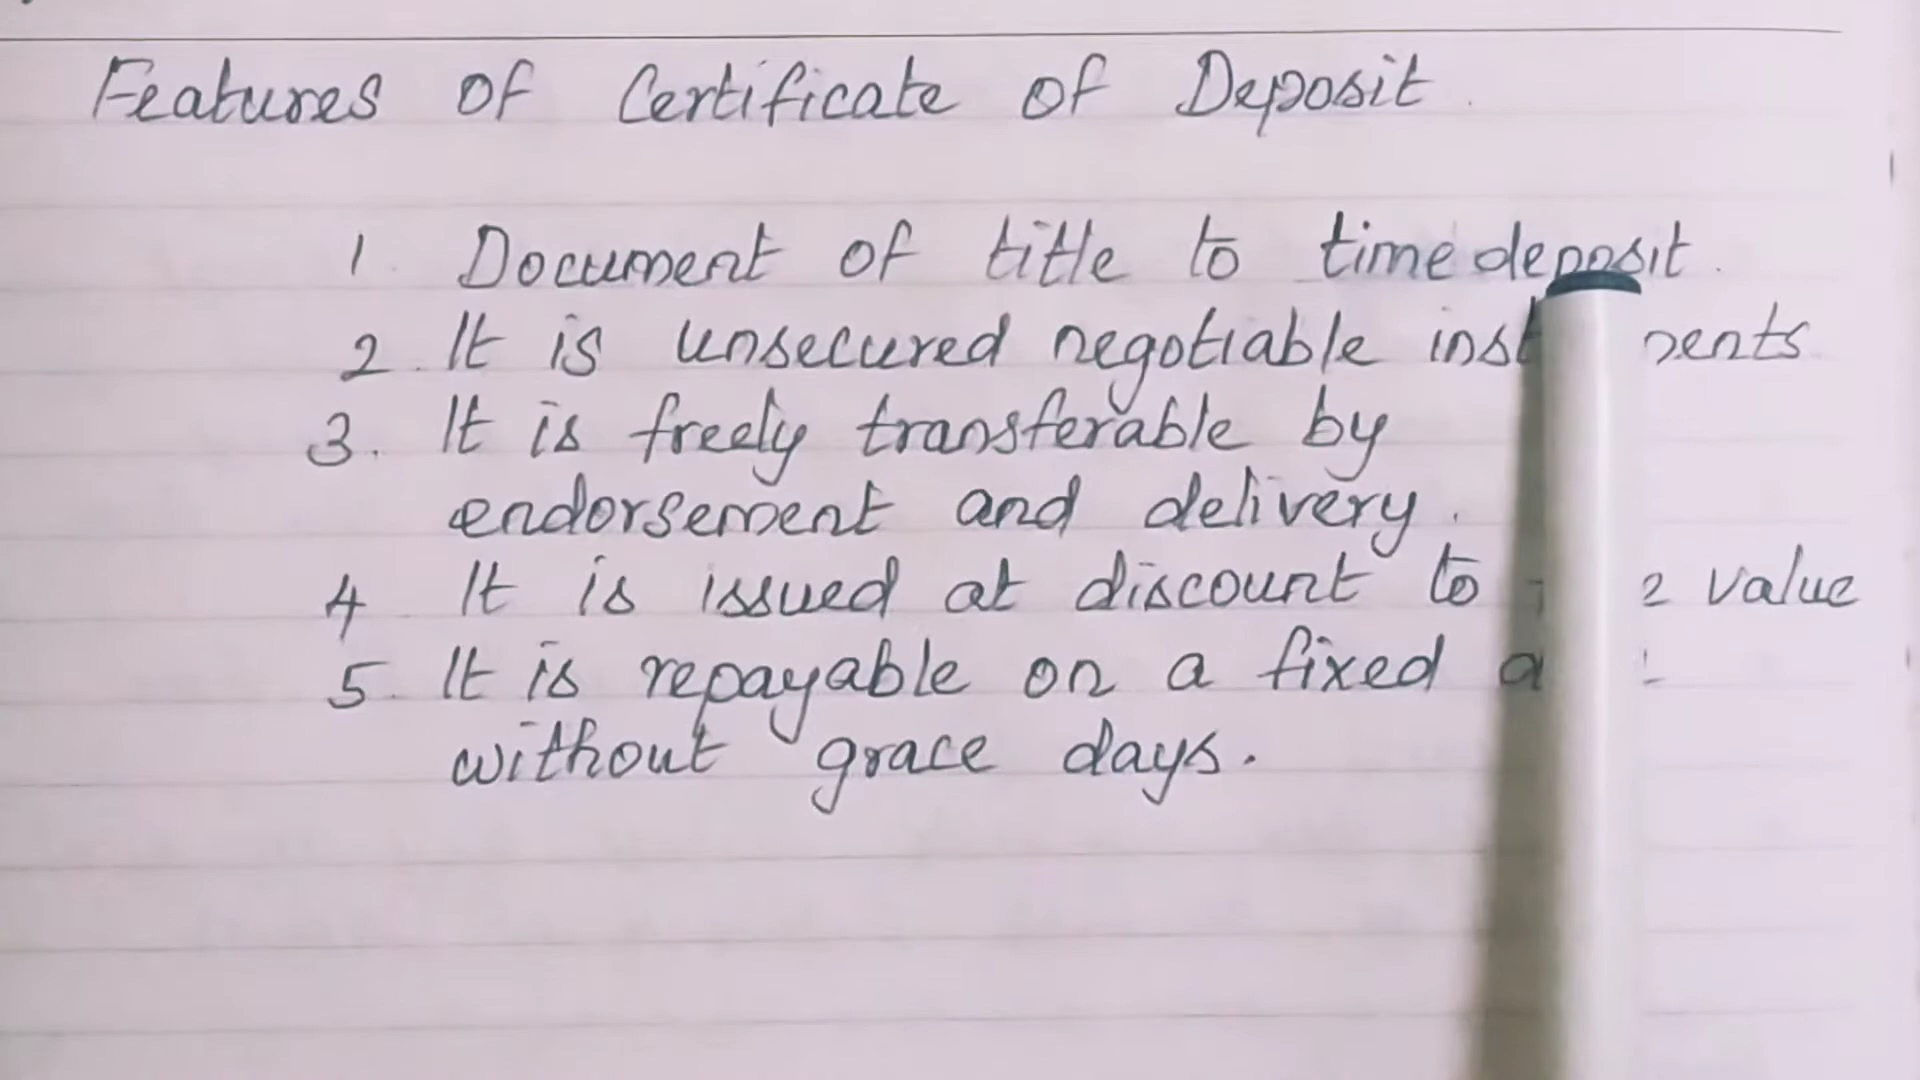 Features of Certificate of Deposit.
1. Document of title to time deposit.
2. It is unsecured negotiable
3. It is freely transferable by
endorsement and delivery.
4 It is issued at discount to value
5. It is repayable on a fixed
without grace days.